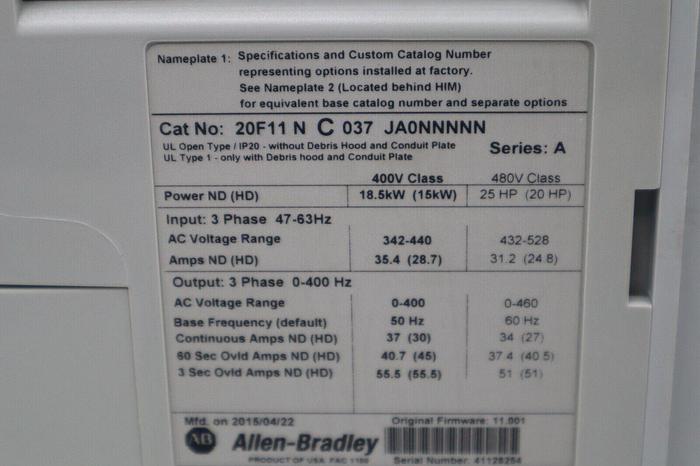 Nameplate 1: Specifications and Custom Catalog Number
representing options installed at factory.
See Nameplate 2 (Located behind HIM)
for equivalent base catalog number and separate options
Cat No: 20F11 N C 037 JA0NNNNN
UL Open Type / IP20 - without Debris Hood and Conduit Plate
UL Type 1 - only with Debris hood and Conduit Plate
Series: A
400V Class 480V Class
Power ND (HD) 18.5kW (15kW) 25 HP (20 HP)
Input: 3 Phase 47-63Hz
AC Voltage Range 342-440 432-528
Amps ND (HD) 35.4 (28.7) 31.2 (24.8)
Output: 3 Phase 0-400 Hz
AC Voltage Range 0-400 0-460
Base Frequency (default) 50 Hz 60 Hz
Continuous Amps ND (HD) 37 (30) 34 (27)
60 Sec Ovld Amps ND (HD) 40.7 (45) 37.4 (40.5)
3 Sec Ovld Amps ND (HD) 55.5 (55.5) 51 (51)
Mfd. on 2015/04/22 Original Firmware: 11.001
AB Allen-Bradley
PRODUCT OF USA FAC 1100 Serial Number: 41128254